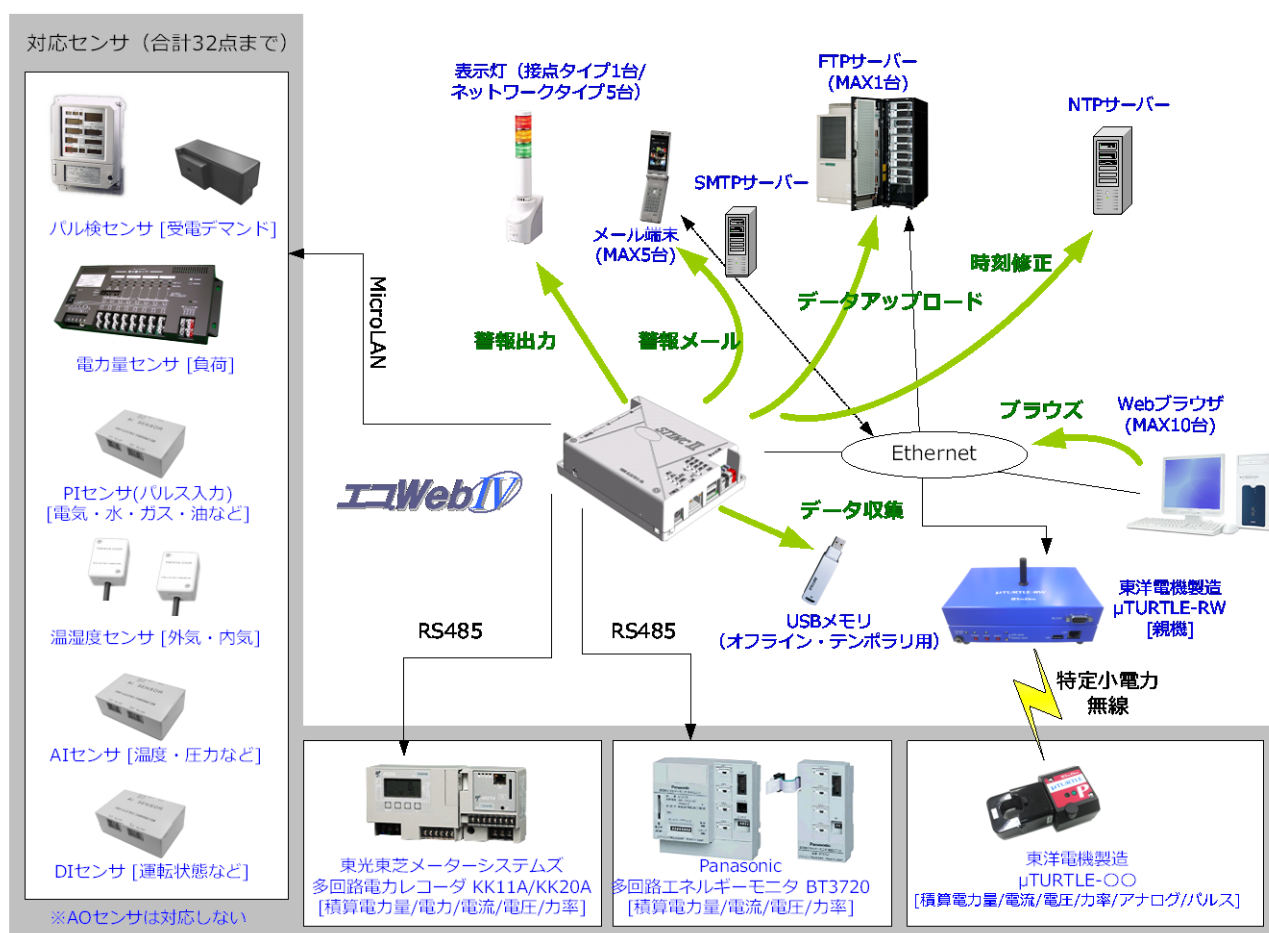 対応センサ（合計32点まで）
パル検センサ [受電デマンド]
電力量センサ [負荷]
PIセンサ(パルス入力)
[電気・水・ガス・油など]
温湿度センサ [外気・内気]
AIセンサ [温度・圧力など]
DIセンサ [運転状態など]
※AOセンサは対応しない
表示灯（接点タイプ1台/
ネットワークタイプ5台）
メール端末
(MAX5台)
SMTPサーバー
FTPサーバー
(MAX1台)
NTPサーバー
MicroLAN
警報出力
警報メール
データアップロード
時刻修正
ブラウズ
Webブラウザ
(MAX10台)
Ethernet
エコWebⅣ
データ収集
USBメモリ
（オフライン・テンポラリ用）
RS485
RS485
μTURTLE-RW
東洋電機製造
μTURTLE-RW
[親機]
特定小電力
無線
東光東芝メーターシステムズ
多回路電力レコーダ KK11A/KK20A
[積算電力量/電力/電流/電圧/力率]
Panasonic
Panasonic
Panasonic
多回路エネルギーモニタ BT3720
[積算電力量/電流/電圧/力率]
μTURTLE
P
東洋電機製造
μTURTLE-〇〇
[積算電力量/電流/電圧/力率/アナログ/パルス]